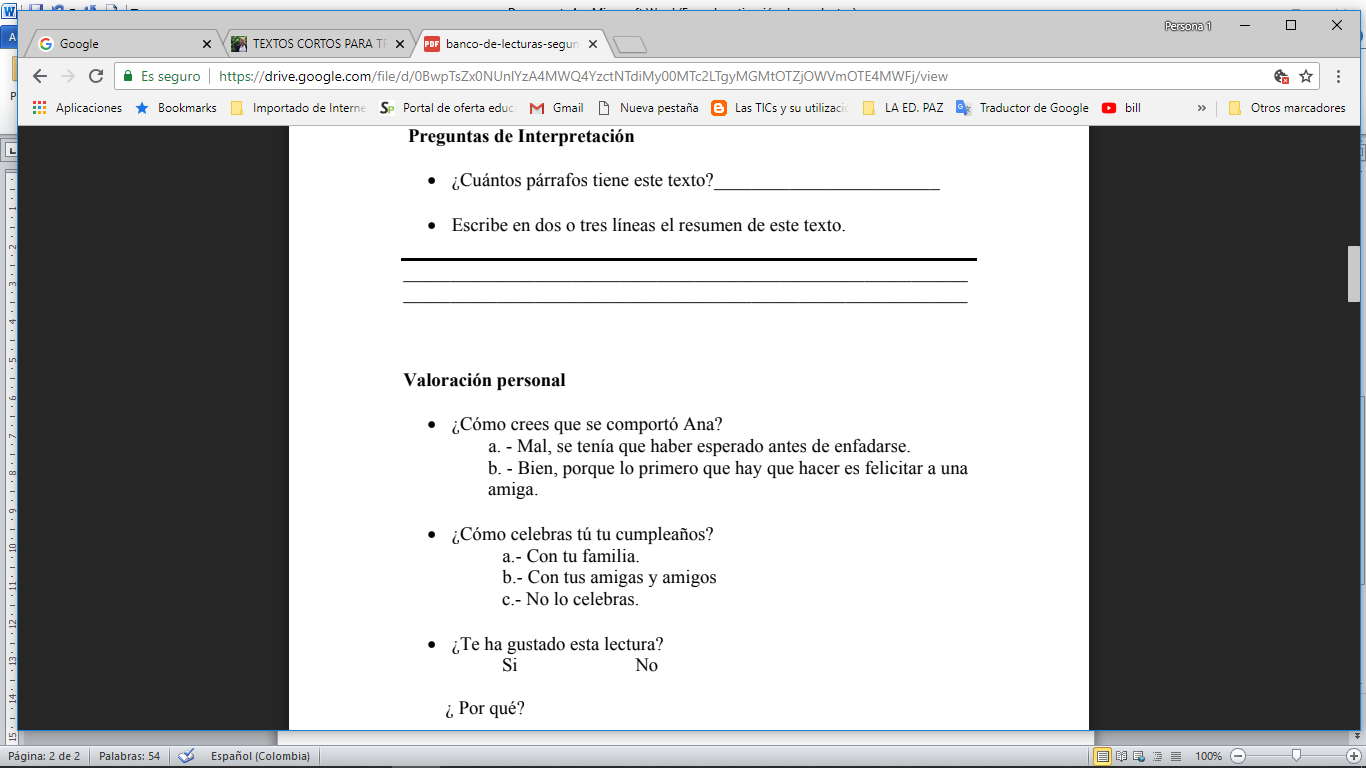 Persona 1
Google
TEXTOS CORTOS PARA TR
PDF banco-de-lecturas-segun
Es seguro https://drive.google.com/file/d/0BwpTsZx0NUnlYzA4MWQ4YzctNTdiMy00MTc2LTgyMGMtOTZjOWVmOTE4MWFj/view
Aplicaciones Bookmarks Importado de Interne Sp Portal de oferta educ Gmail Nueva pestaña Las TICs y su utilizació LA ED. PAZ Traductor de Google bill » Otros marcadores
Preguntas de Interpretación
• ¿Cuántos párrafos tiene este texto?________________________
• Escribe en dos o tres líneas el resumen de este texto.
Valoración personal
• ¿Cómo crees que se comportó Ana?
a. - Mal, se tenía que haber esperado antes de enfadarse.
b. - Bien, porque lo primero que hay que hacer es felicitar a una
amiga.
• ¿Cómo celebras tú tu cumpleaños?
a.- Con tu familia.
b.- Con tus amigas y amigos
c.- No lo celebras.
• ¿Te ha gustado esta lectura?
Si No
¿ Por qué?
Página: 2 de 2 Palabras: 54 Español (Colombia) 100%